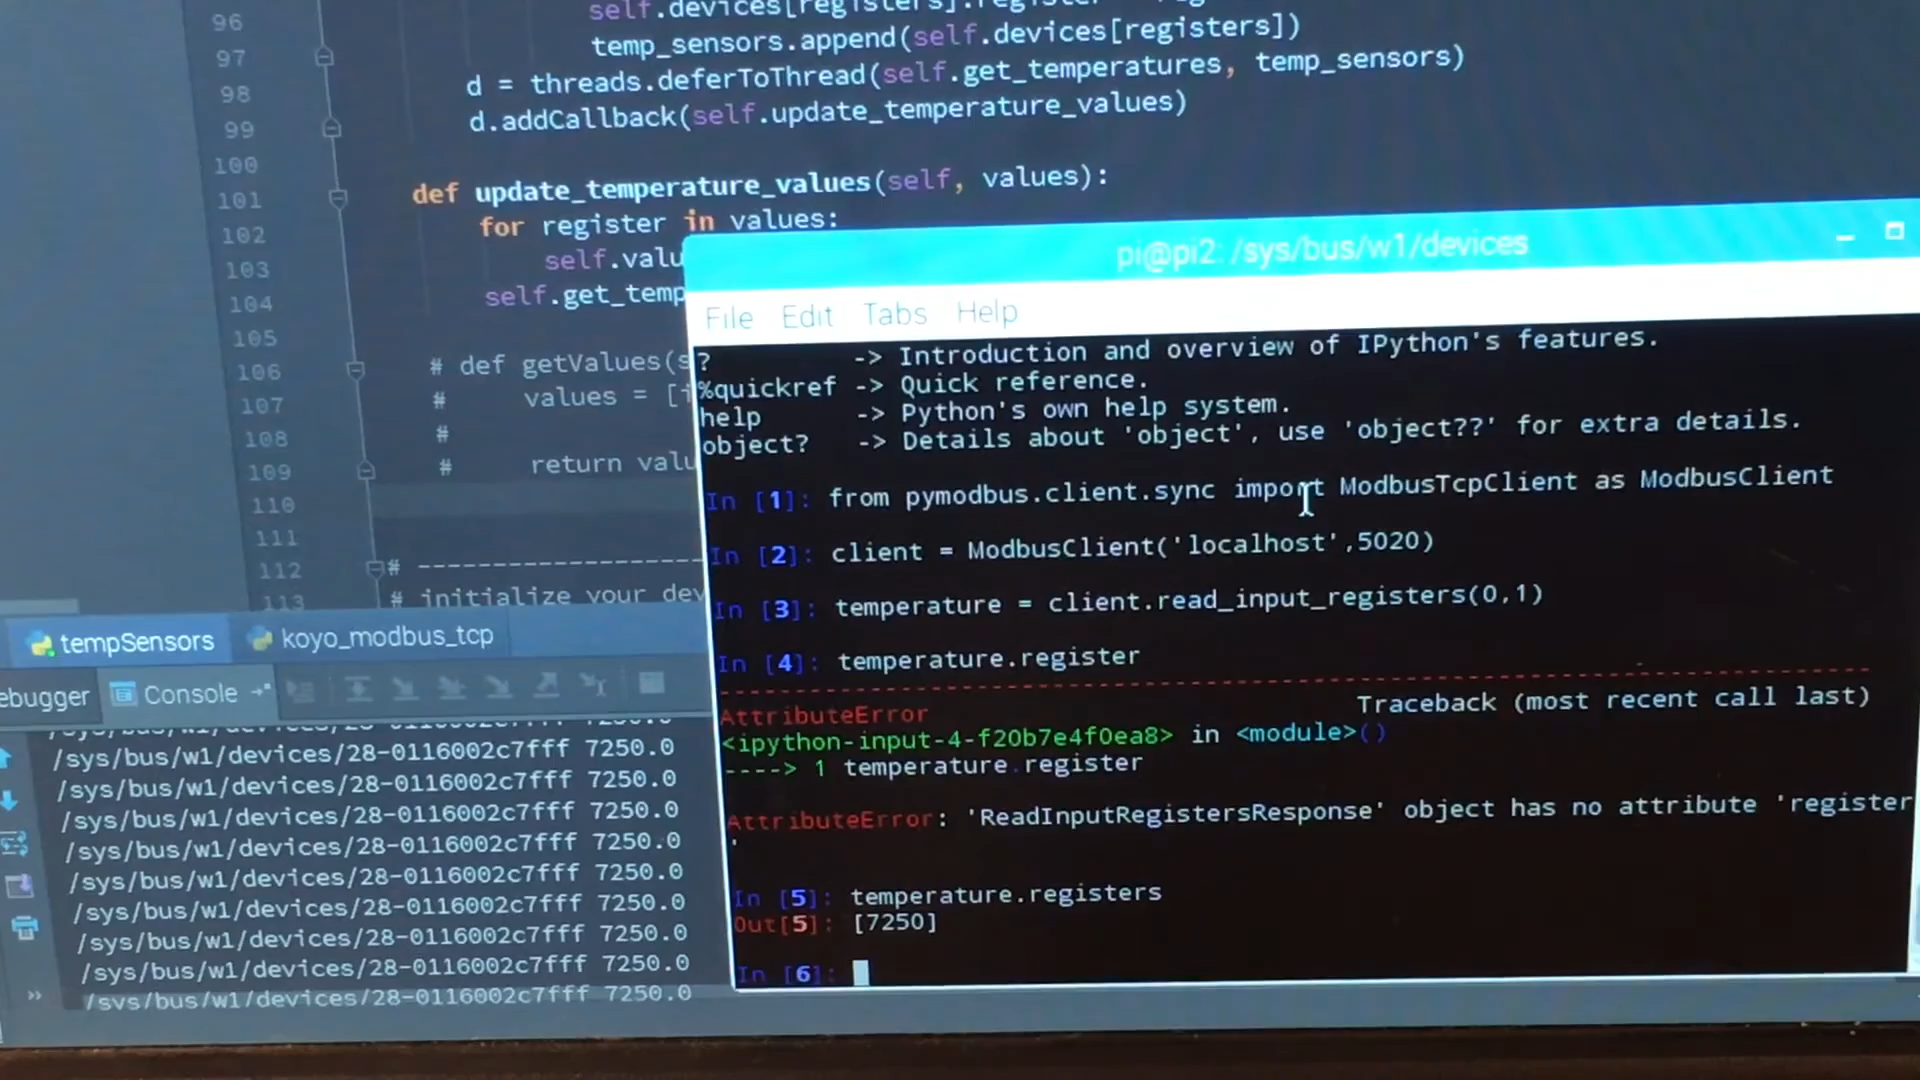 96 self.devices[registers].register
97 temp_sensors.append(self.devices[registers])
98 d = threads.deferToThread(self.get_temperatures, temp_sensors)
99 d.addCallback(self.update_temperature_values)
100
101 def update_temperature_values(self, values):
102 for register in values:
103 self.valu
104 self.get_temp
105
106 # def getValues(s
107 # values = [i
108 #
109 # return valu
110
111
112 # --------------------
113 # initialize your dev
tempSensors koyo_modbus_tcp
ebugger Console
/sys/bus/w1/devices/28-0116002c7fff 7250.0
/sys/bus/w1/devices/28-0116002c7fff 7250.0
/sys/bus/w1/devices/28-0116002c7fff 7250.0
/sys/bus/w1/devices/28-0116002c7fff 7250.0
/sys/bus/w1/devices/28-0116002c7fff 7250.0
/sys/bus/w1/devices/28-0116002c7fff 7250.0
/sys/bus/w1/devices/28-0116002c7fff 7250.0
/sys/bus/w1/devices/28-0116002c7fff 7250.0
/sys/bus/w1/devices/28-0116002c7fff 7250.0
pi@pi2: /sys/bus/w1/devices
File Edit Tabs Help
? -> Introduction and overview of IPython's features.
%quickref -> Quick reference.
help -> Python's own help system.
object? -> Details about 'object', use 'object??' for extra details.
In [1]: from pymodbus.client.sync import ModbusTcpClient as ModbusClient
In [2]: client = ModbusClient('localhost',5020)
In [3]: temperature = client.read_input_registers(0,1)
In [4]: temperature.register
---------------------------------------------------------------------------
AttributeError Traceback (most recent call last)
<ipython-input-4-f20b7e4f0ea8> in <module>()
----> 1 temperature.register
AttributeError: 'ReadInputRegistersResponse' object has no attribute 'register
'
In [5]: temperature.registers
Out[5]: [7250]
In [6]: